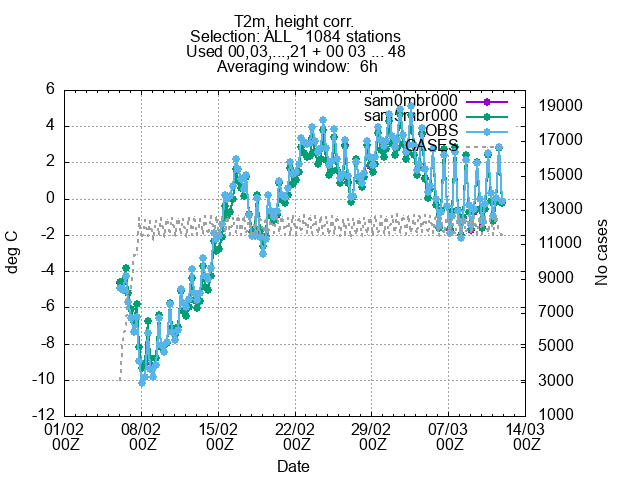 T2m, height corr.
Selection: ALL 1084 stations
Used 00,03,...,21 + 00 03 ... 48
Averaging window: 6h
sam0mbr000
sam5mbr000
OBS
CASES
6
4
2
0
-2
-4
-6
-8
-10
-12
deg C
19000
17000
15000
13000
11000
9000
7000
5000
3000
1000
No cases
01/02 08/02 15/02 22/02 29/02 07/03 14/03
00Z 00Z 00Z 00Z 00Z 00Z 00Z
Date